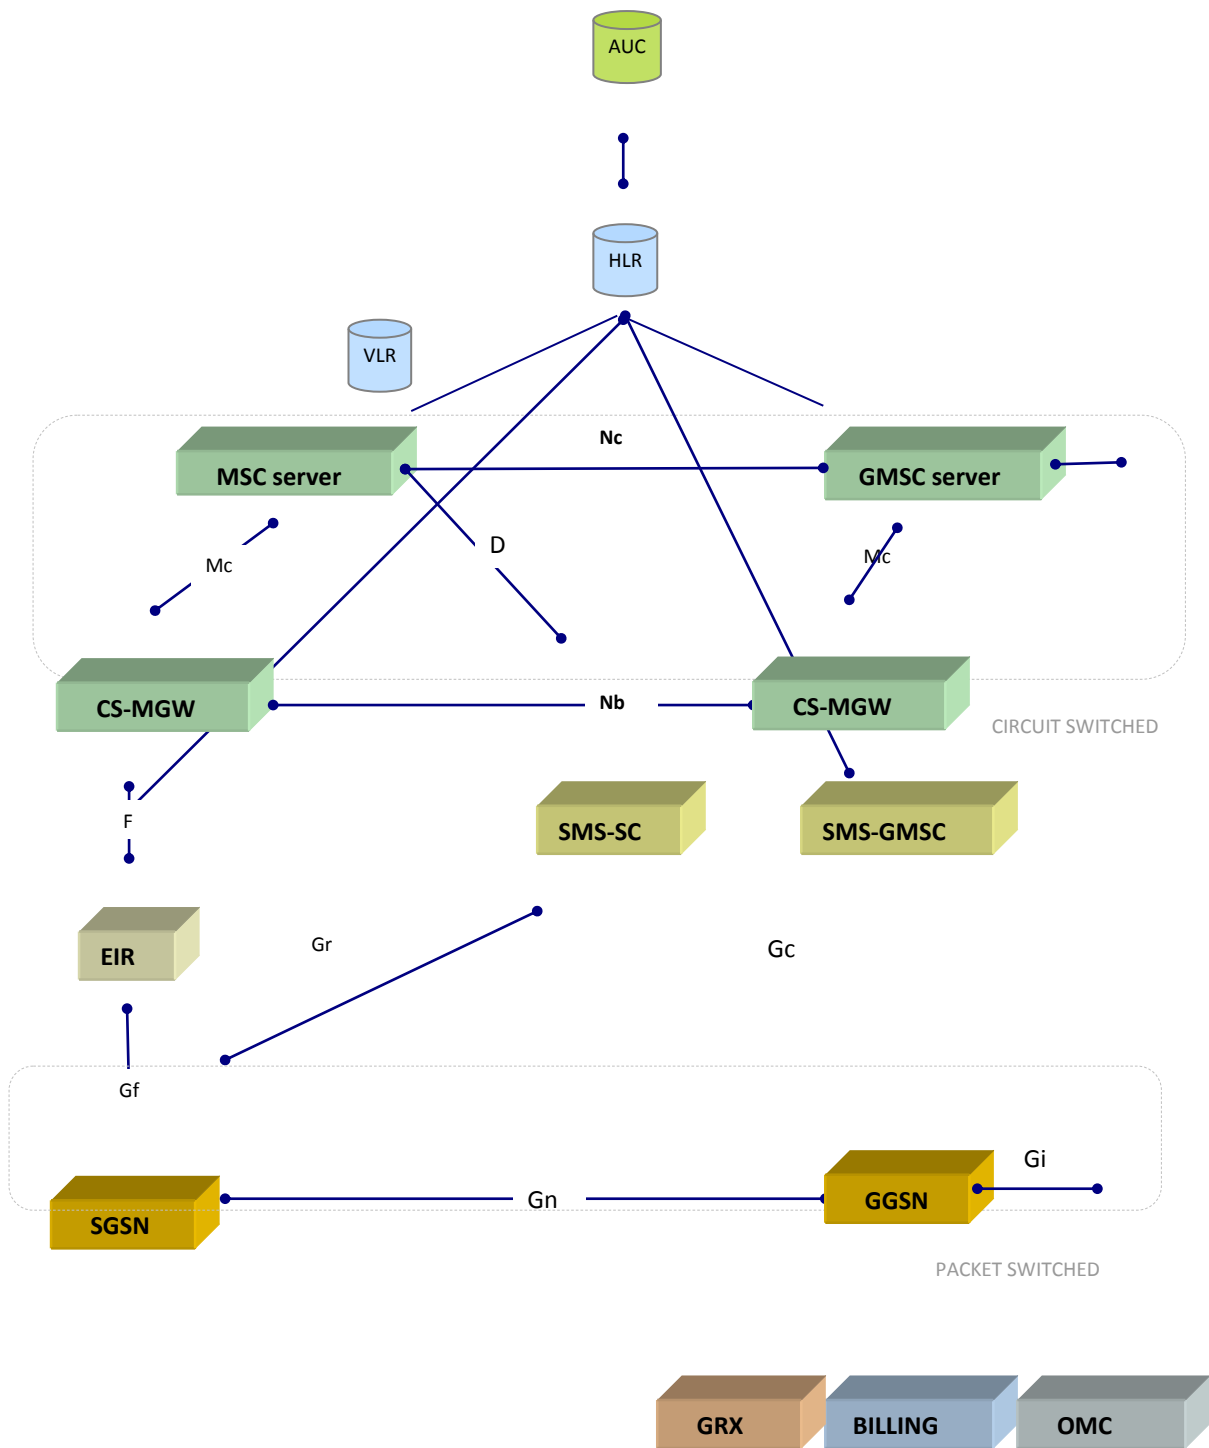 AUC
HLR
VLR
Nc
MSC server
GMSC server
D
Mc
Mc
CS-MGW
Nb
CS-MGW
CIRCUIT SWITCHED
F
SMS-SC
SMS-GMSC
EIR
Gr
Gc
Gf
Gi
SGSN
Gn
GGSN
PACKET SWITCHED
GRX
BILLING
OMC